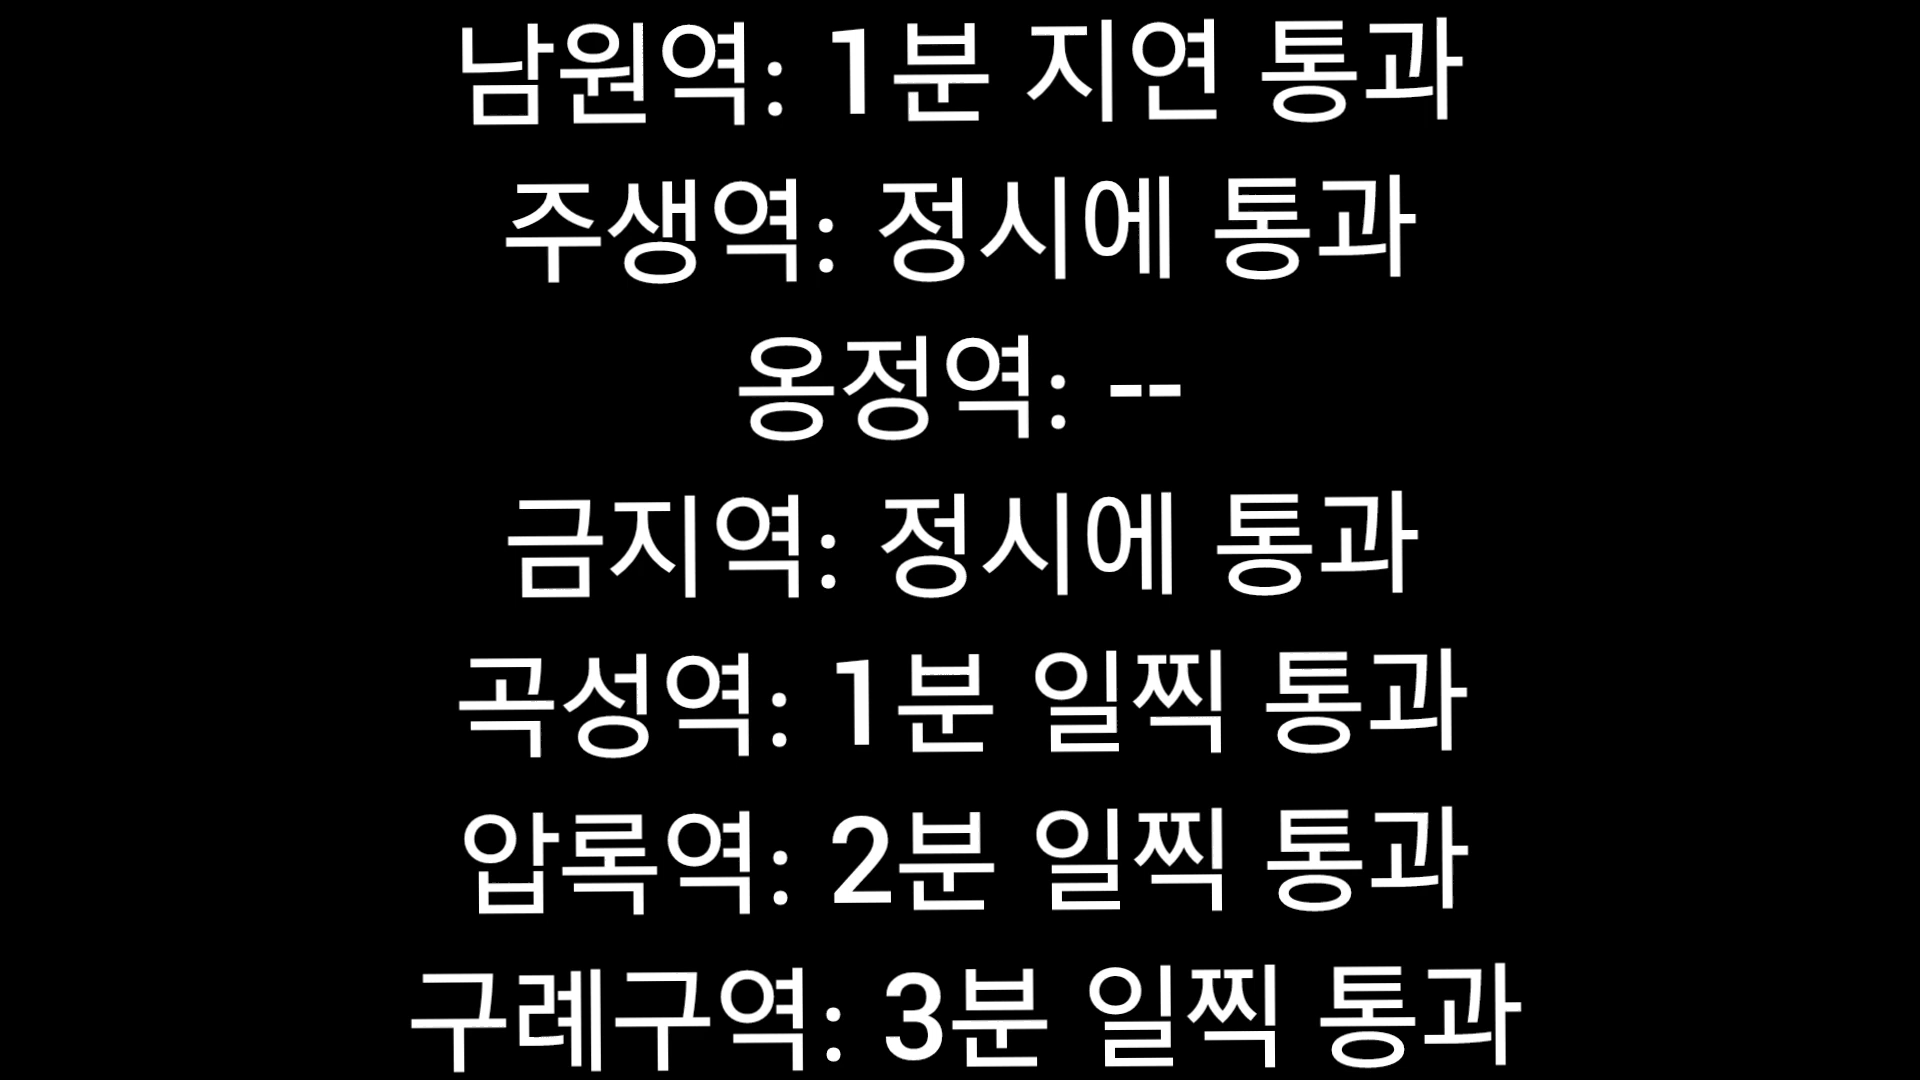 남원역: 1분 지연 통과
주생역: 정시에 통과
옹정역: --
금지역: 정시에 통과
곡성역: 1분 일찍 통과
압록역: 2분 일찍 통과
구례구역: 3분 일찍 통과